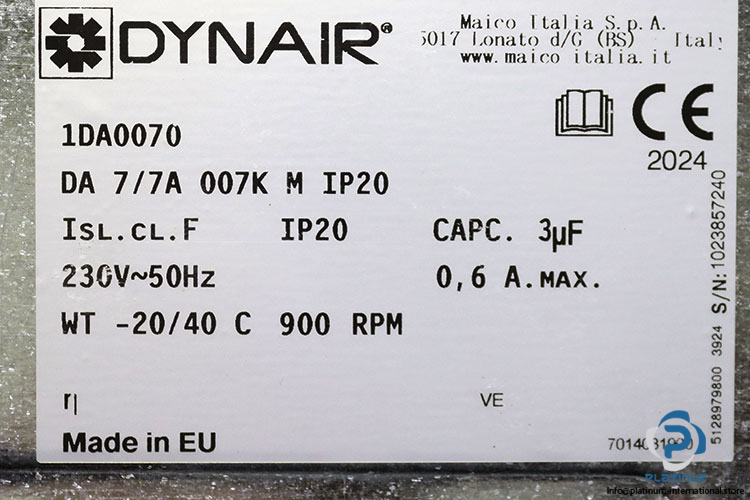 DYNAIR®
Maico Italia S.p.A.
5017 Lonato d/G (BS) - Italy
www.maico italia.it
1DA0070
CE
2024
DA 7/7A 007K M IP20
ISL.CL.F IP20 CAPC. 3µF
230V~50Hz 0,6 A.MAX.
WT -20/40 C 900 RPM
η VE
Made in EU
S/N: 1023857240
5128979800 3924
PLATINUM
info@platinum-international.store